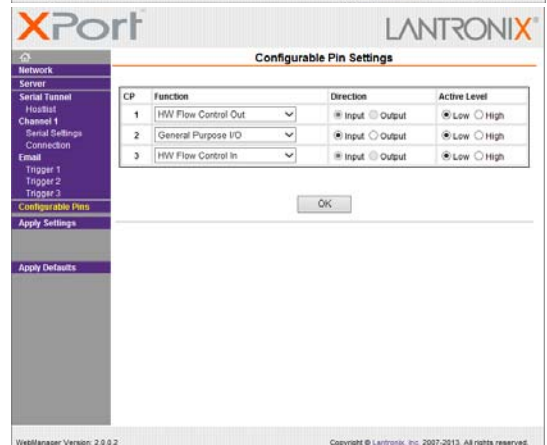 XPort
LANTRONIX®
Configurable Pin Settings
Network
Server
Serial Tunnel
Hostlist
Channel 1
Serial Settings
Connection
Email
Trigger 1
Trigger 2
Trigger 3
Configurable Pins
Apply Settings
Apply Defaults
CP Function Direction Active Level
1 HW Flow Control Out Input Output Low High
2 General Purpose I/O Input Output Low High
3 HW Flow Control In Input Output Low High
OK
WebManager Version: 2.0.0.2
Copyright © Lantronix, Inc. 2007-2013. All rights reserved.